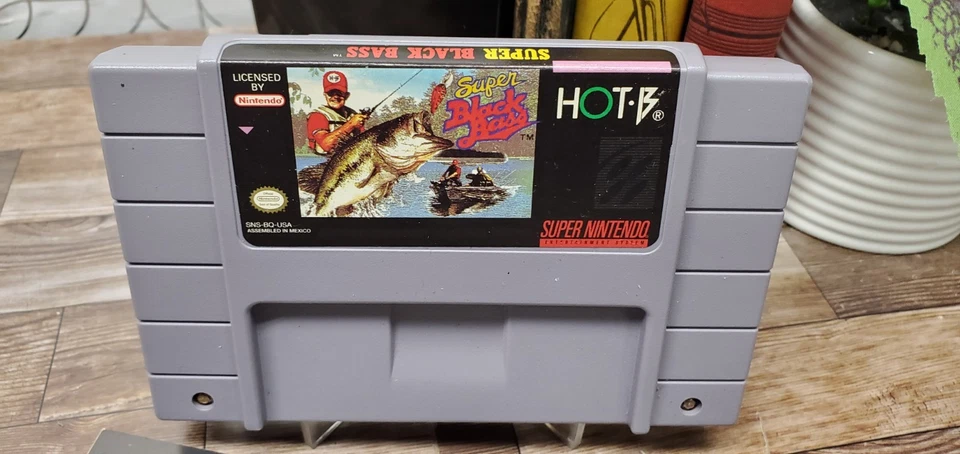 SUPER BLACK BASS ™
LICENSED
BY
Nintendo
Super
Black
Bass
™
HOT·B®
SNS-BQ-USA
ASSEMBLED IN MEXICO
SUPER NINTENDO
ENTERTAINMENT SYSTEM